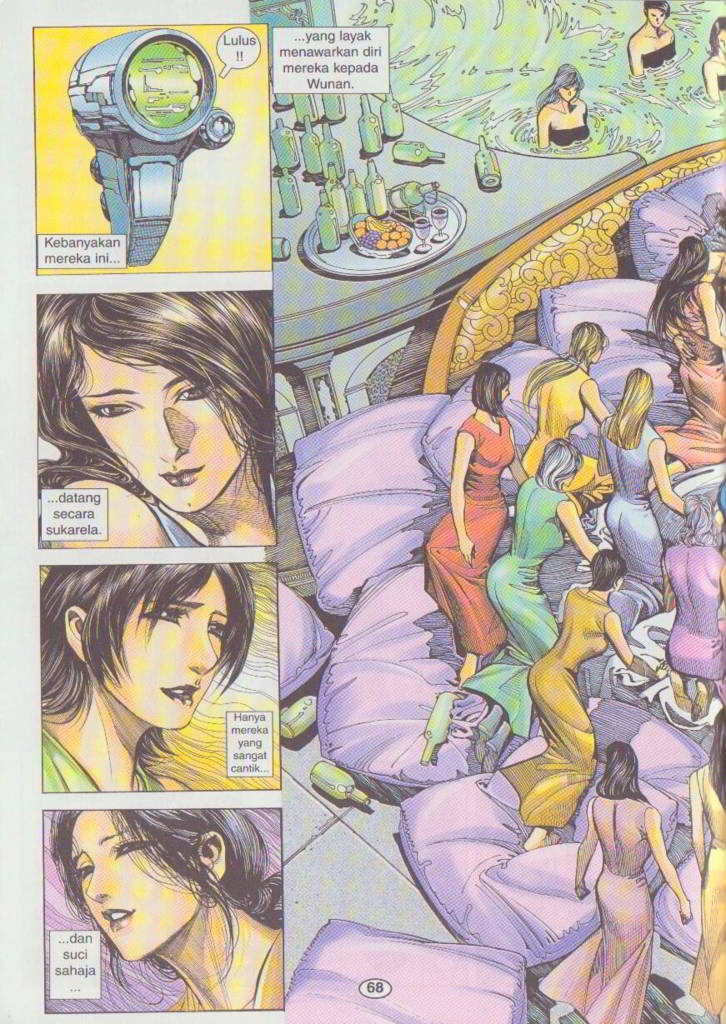 Lulus
!!
Kebanyakan
mereka ini...
...datang
secara
sukarela.
Hanya
mereka
yang
sangat
cantik...
...dan
suci
sahaja
...
...yang layak
menawarkan diri
mereka kepada
Wunan.
68